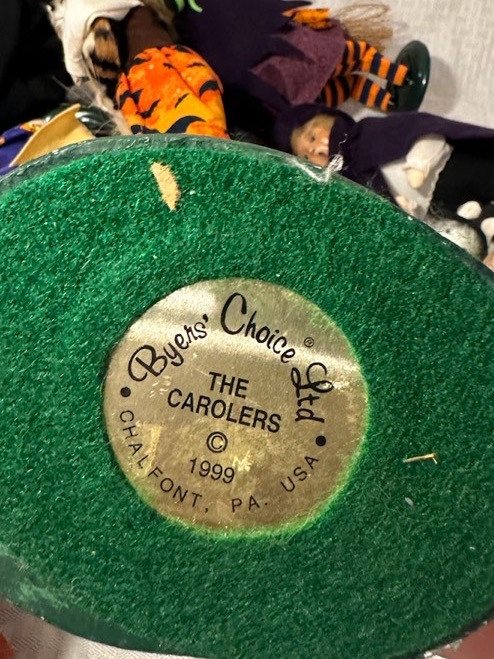 Byers' Choice Ltd®
THE
CAROLERS
©
1999
CHALFONT, PA. USA